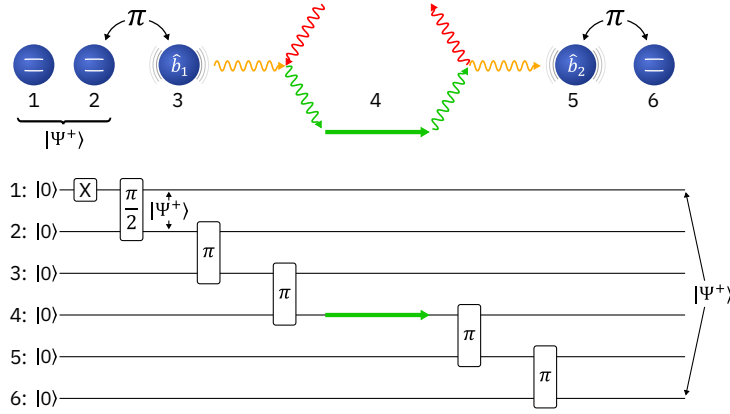 π π
b̂₁ b̂₂
1 2 3 4 5 6
|Ψ⁺⟩
1: |0⟩ X π/2 |Ψ⁺⟩
2: |0⟩ π
3: |0⟩ π
4: |0⟩ π |Ψ⁺⟩
5: |0⟩ π
6: |0⟩